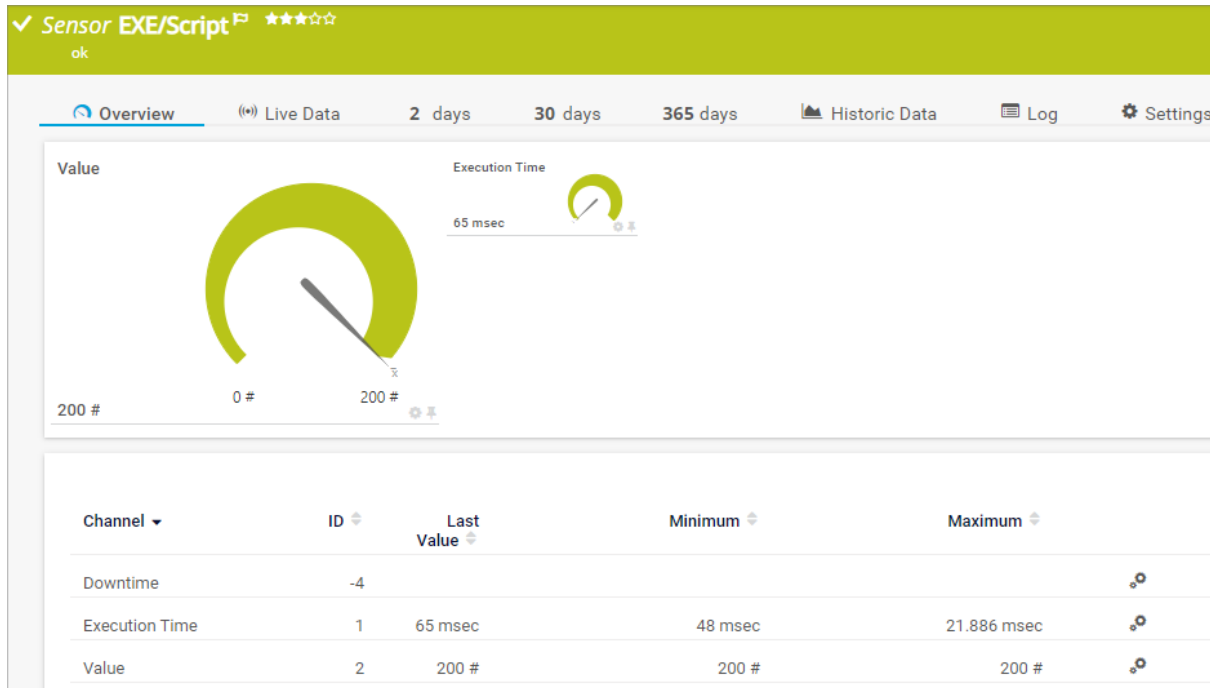 Sensor EXE/Script
ok
Overview Live Data 2 days 30 days 365 days Historic Data Log Settings
Value
Execution Time
65 msec
x̄
0 # 200 #
200 #
Channel ID Last Value Minimum Maximum
Downtime -4
Execution Time 1 65 msec 48 msec 21.886 msec
Value 2 200 # 200 # 200 #